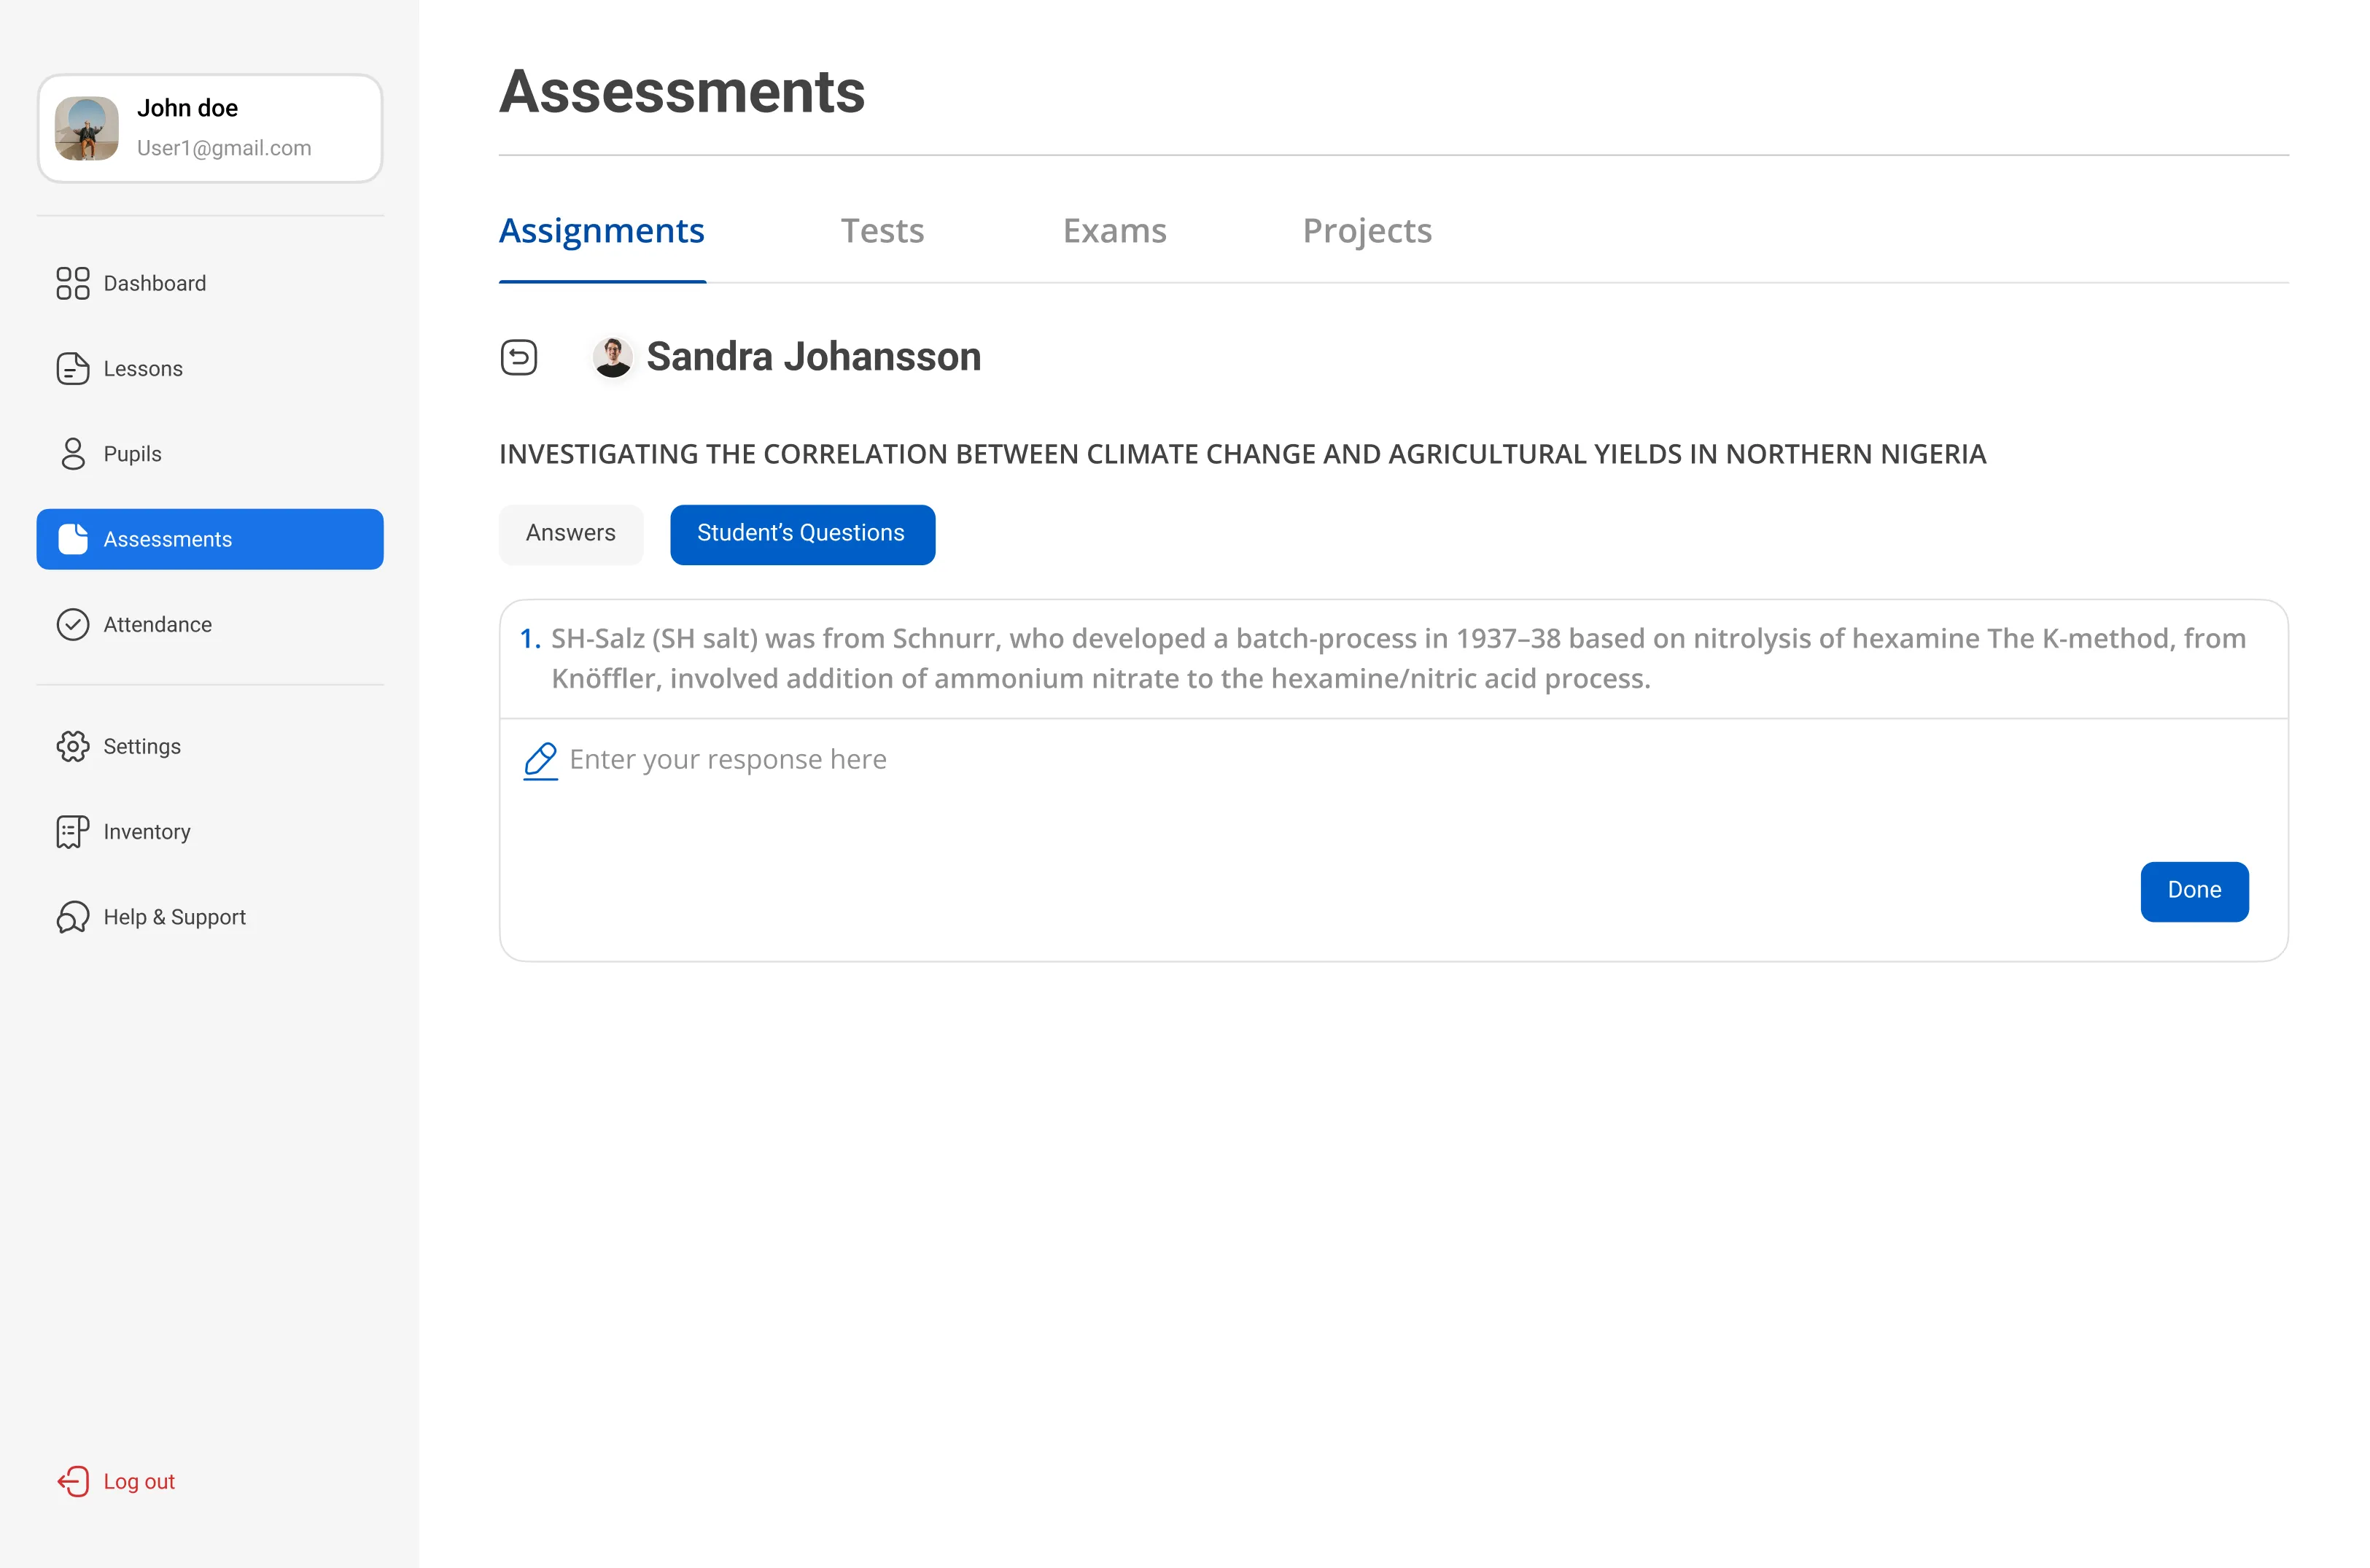 John doe
User1@gmail.com
Dashboard
Lessons
Pupils
Assessments
Attendance
Settings
Inventory
Help & Support
Log out
Assessments
Assignments Tests Exams Projects
Sandra Johansson
INVESTIGATING THE CORRELATION BETWEEN CLIMATE CHANGE AND AGRICULTURAL YIELDS IN NORTHERN NIGERIA
Answers Student’s Questions
1. SH-Salz (SH salt) was from Schnurr, who developed a batch-process in 1937–38 based on nitrolysis of hexamine The K-method, from
Knöffler, involved addition of ammonium nitrate to the hexamine/nitric acid process.
Enter your response here
Done